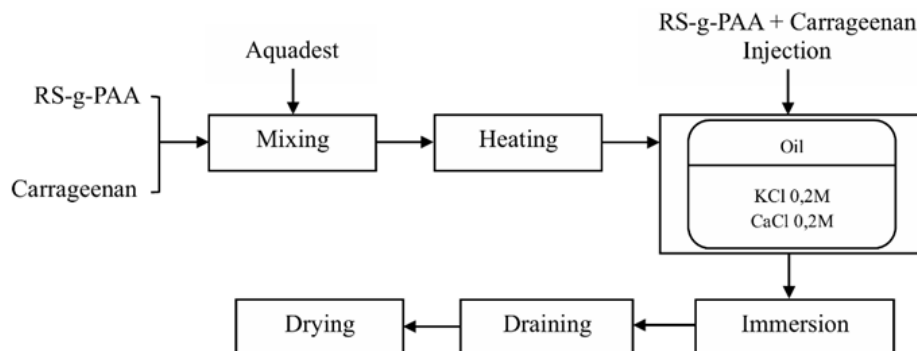 RS-g-PAA + Carrageenan
Injection
Aquadest
RS-g-PAA
Carrageenan
Mixing
Heating
Oil
KCl 0,2M
CaCl 0,2M
Drying
Draining
Immersion